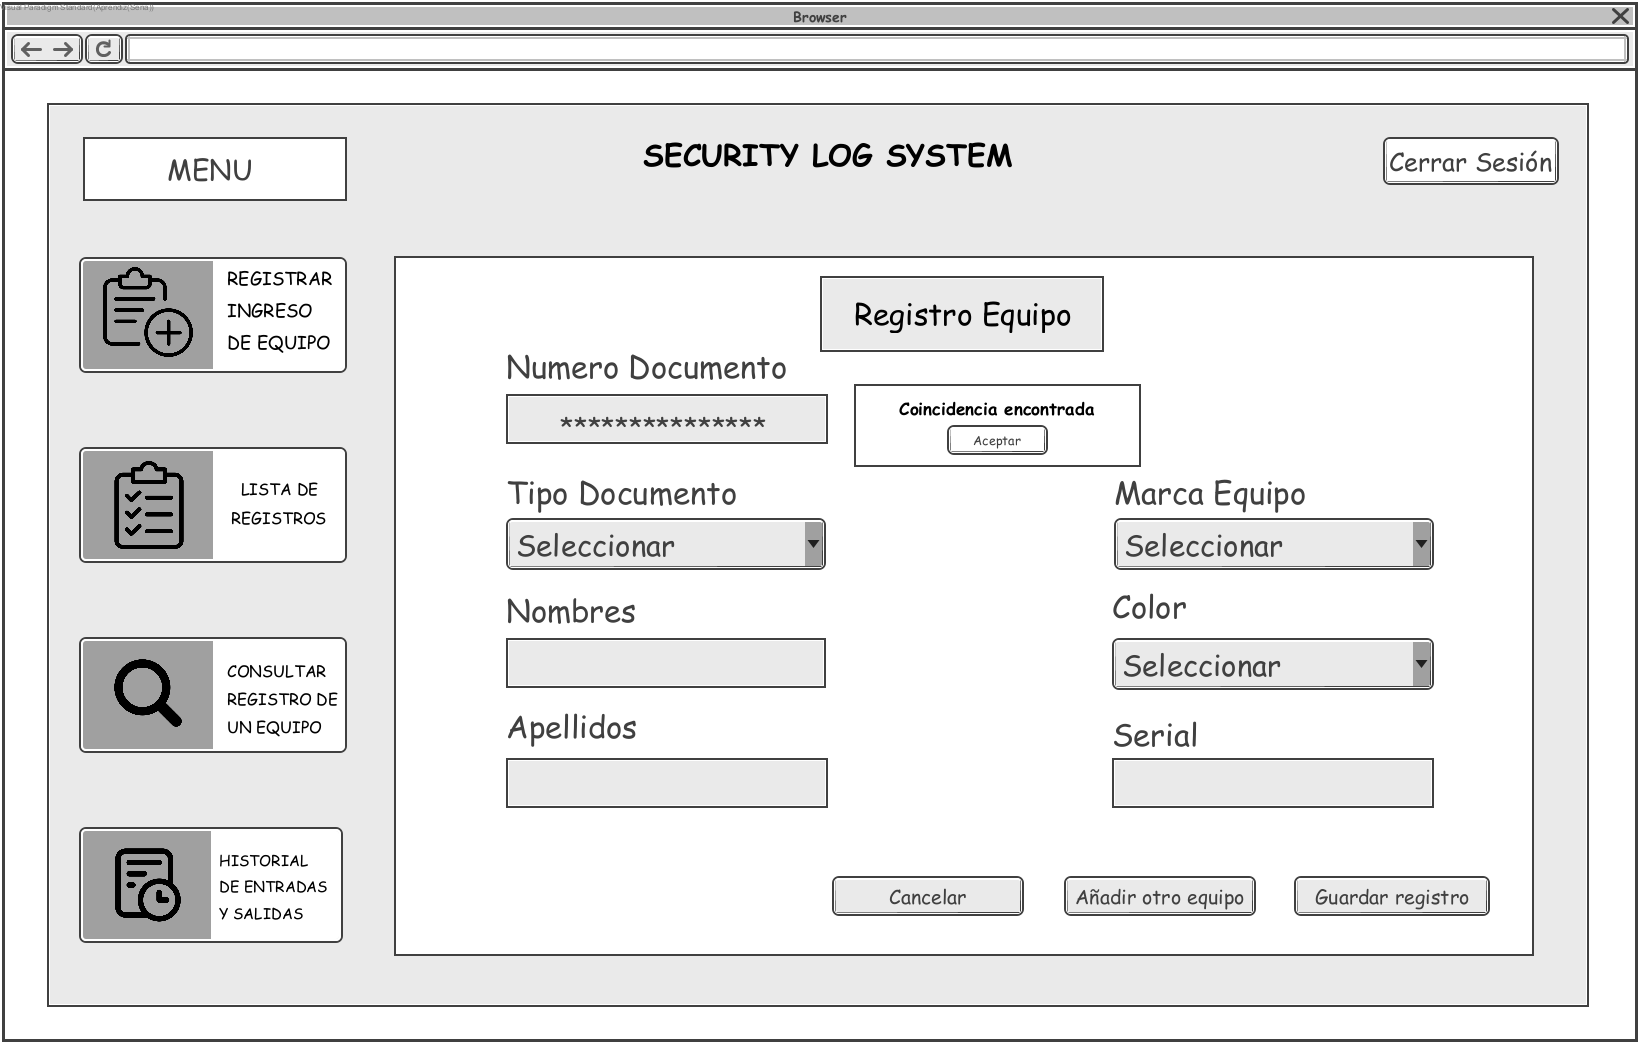 Visual Paradigm Standard(Aprendiz(Sena))
Browser
MENU
SECURITY LOG SYSTEM
Cerrar Sesión
REGISTRAR
INGRESO
DE EQUIPO
LISTA DE
REGISTROS
CONSULTAR
REGISTRO DE
UN EQUIPO
HISTORIAL
DE ENTRADAS
Y SALIDAS
Registro Equipo
Numero Documento
***************
Coincidencia encontrada
Aceptar
Tipo Documento
Seleccionar
Nombres
Apellidos
Marca Equipo
Seleccionar
Color
Seleccionar
Serial
Cancelar
Añadir otro equipo
Guardar registro